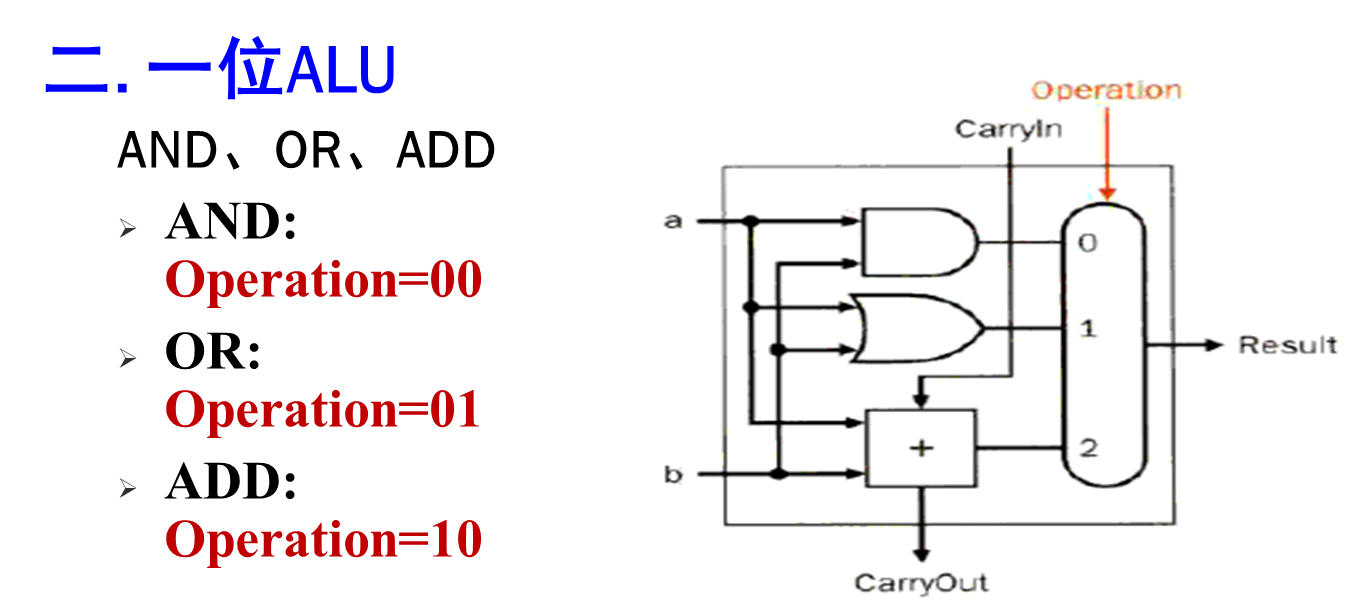 二.一位ALU
AND、OR、ADD
AND:
Operation=00
OR:
Operation=01
ADD:
Operation=10
Operation
CarryIn
a
0
1
Result
+
2
b
CarryOut